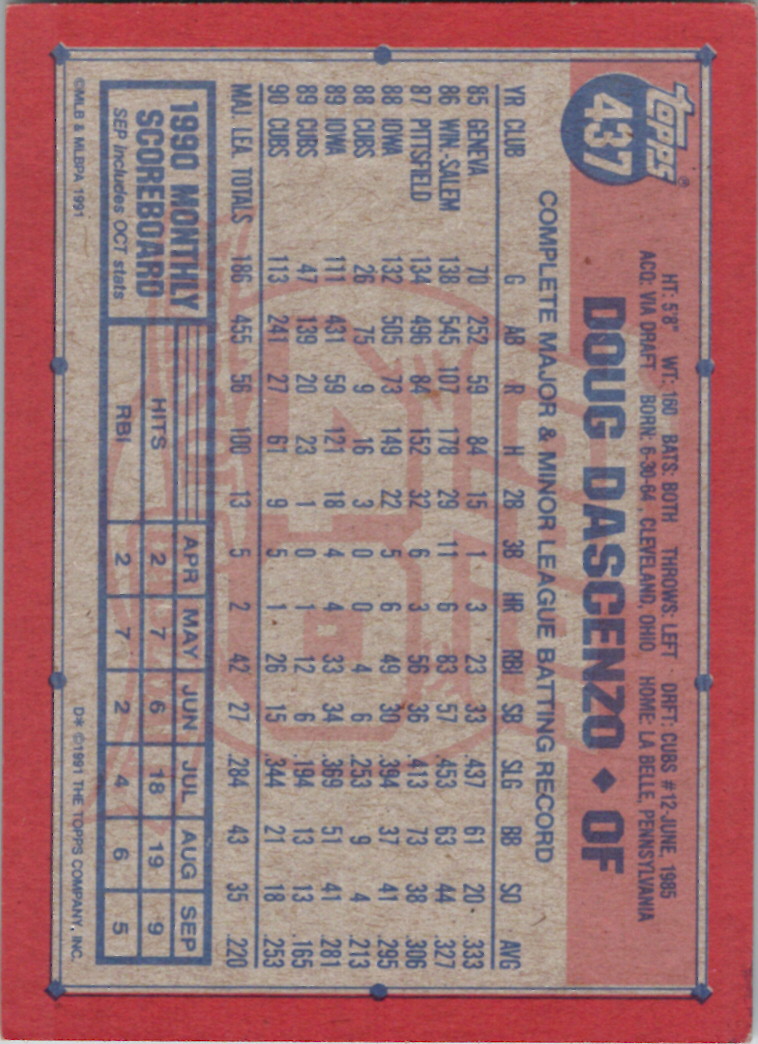 topps®
437
HT: 5'8" WT: 160 BATS: BOTH THROWS: LEFT DRFT: CUBS #12-JUNE, 1985
ACQ: VIA DRAFT BORN: 6-30-64, CLEVELAND, OHIO HOME: LA BELLE, PENNSYLVANIA
DOUG DASCENZO ♦ OF
COMPLETE MAJOR & MINOR LEAGUE BATTING RECORD
YR CLUB G AB R H 2B 3B HR RBI SB SLG BB SO AVG
85 GENEVA 70 252 59 84 15 1 3 23 33 .437 61 20 .333
86 WIN.-SALEM 138 545 107 178 29 11 6 83 57 .453 63 44 .327
87 PITTSFIELD 134 496 84 152 32 6 3 56 36 .413 73 38 .306
88 IOWA 132 505 73 149 22 5 6 49 30 .394 37 41 .295
88 CUBS 26 75 9 16 3 0 0 4 6 .253 9 4 .213
89 IOWA 111 431 59 121 18 4 4 33 34 .369 51 41 .281
89 CUBS 47 139 20 23 1 0 1 12 6 .194 13 13 .165
90 CUBS 113 241 27 61 9 5 1 26 15 .344 21 18 .253
MAJ. LEA. TOTALS 186 455 56 100 13 5 2 42 27 .284 43 35 .220
1990 MONTHLY
SCOREBOARD
SEP includes OCT stats
APR MAY JUN JUL AUG SEP
HITS 2 7 6 18 19 9
RBI 2 7 2 4 6 5
©MLB & MLBPA 1991
D* ©1991 THE TOPPS COMPANY, INC.